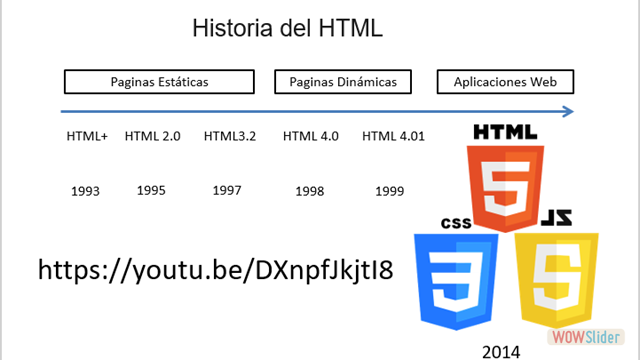 Historia del HTML
Paginas Estáticas Paginas Dinámicas Aplicaciones Web
HTML+ HTML 2.0 HTML3.2 HTML 4.0 HTML 4.01 HTML
1993 1995 1997 1998 1999 5
CSS JS
3 5
https://youtu.be/DXnpfJkjtI8
2014
WOWSlider